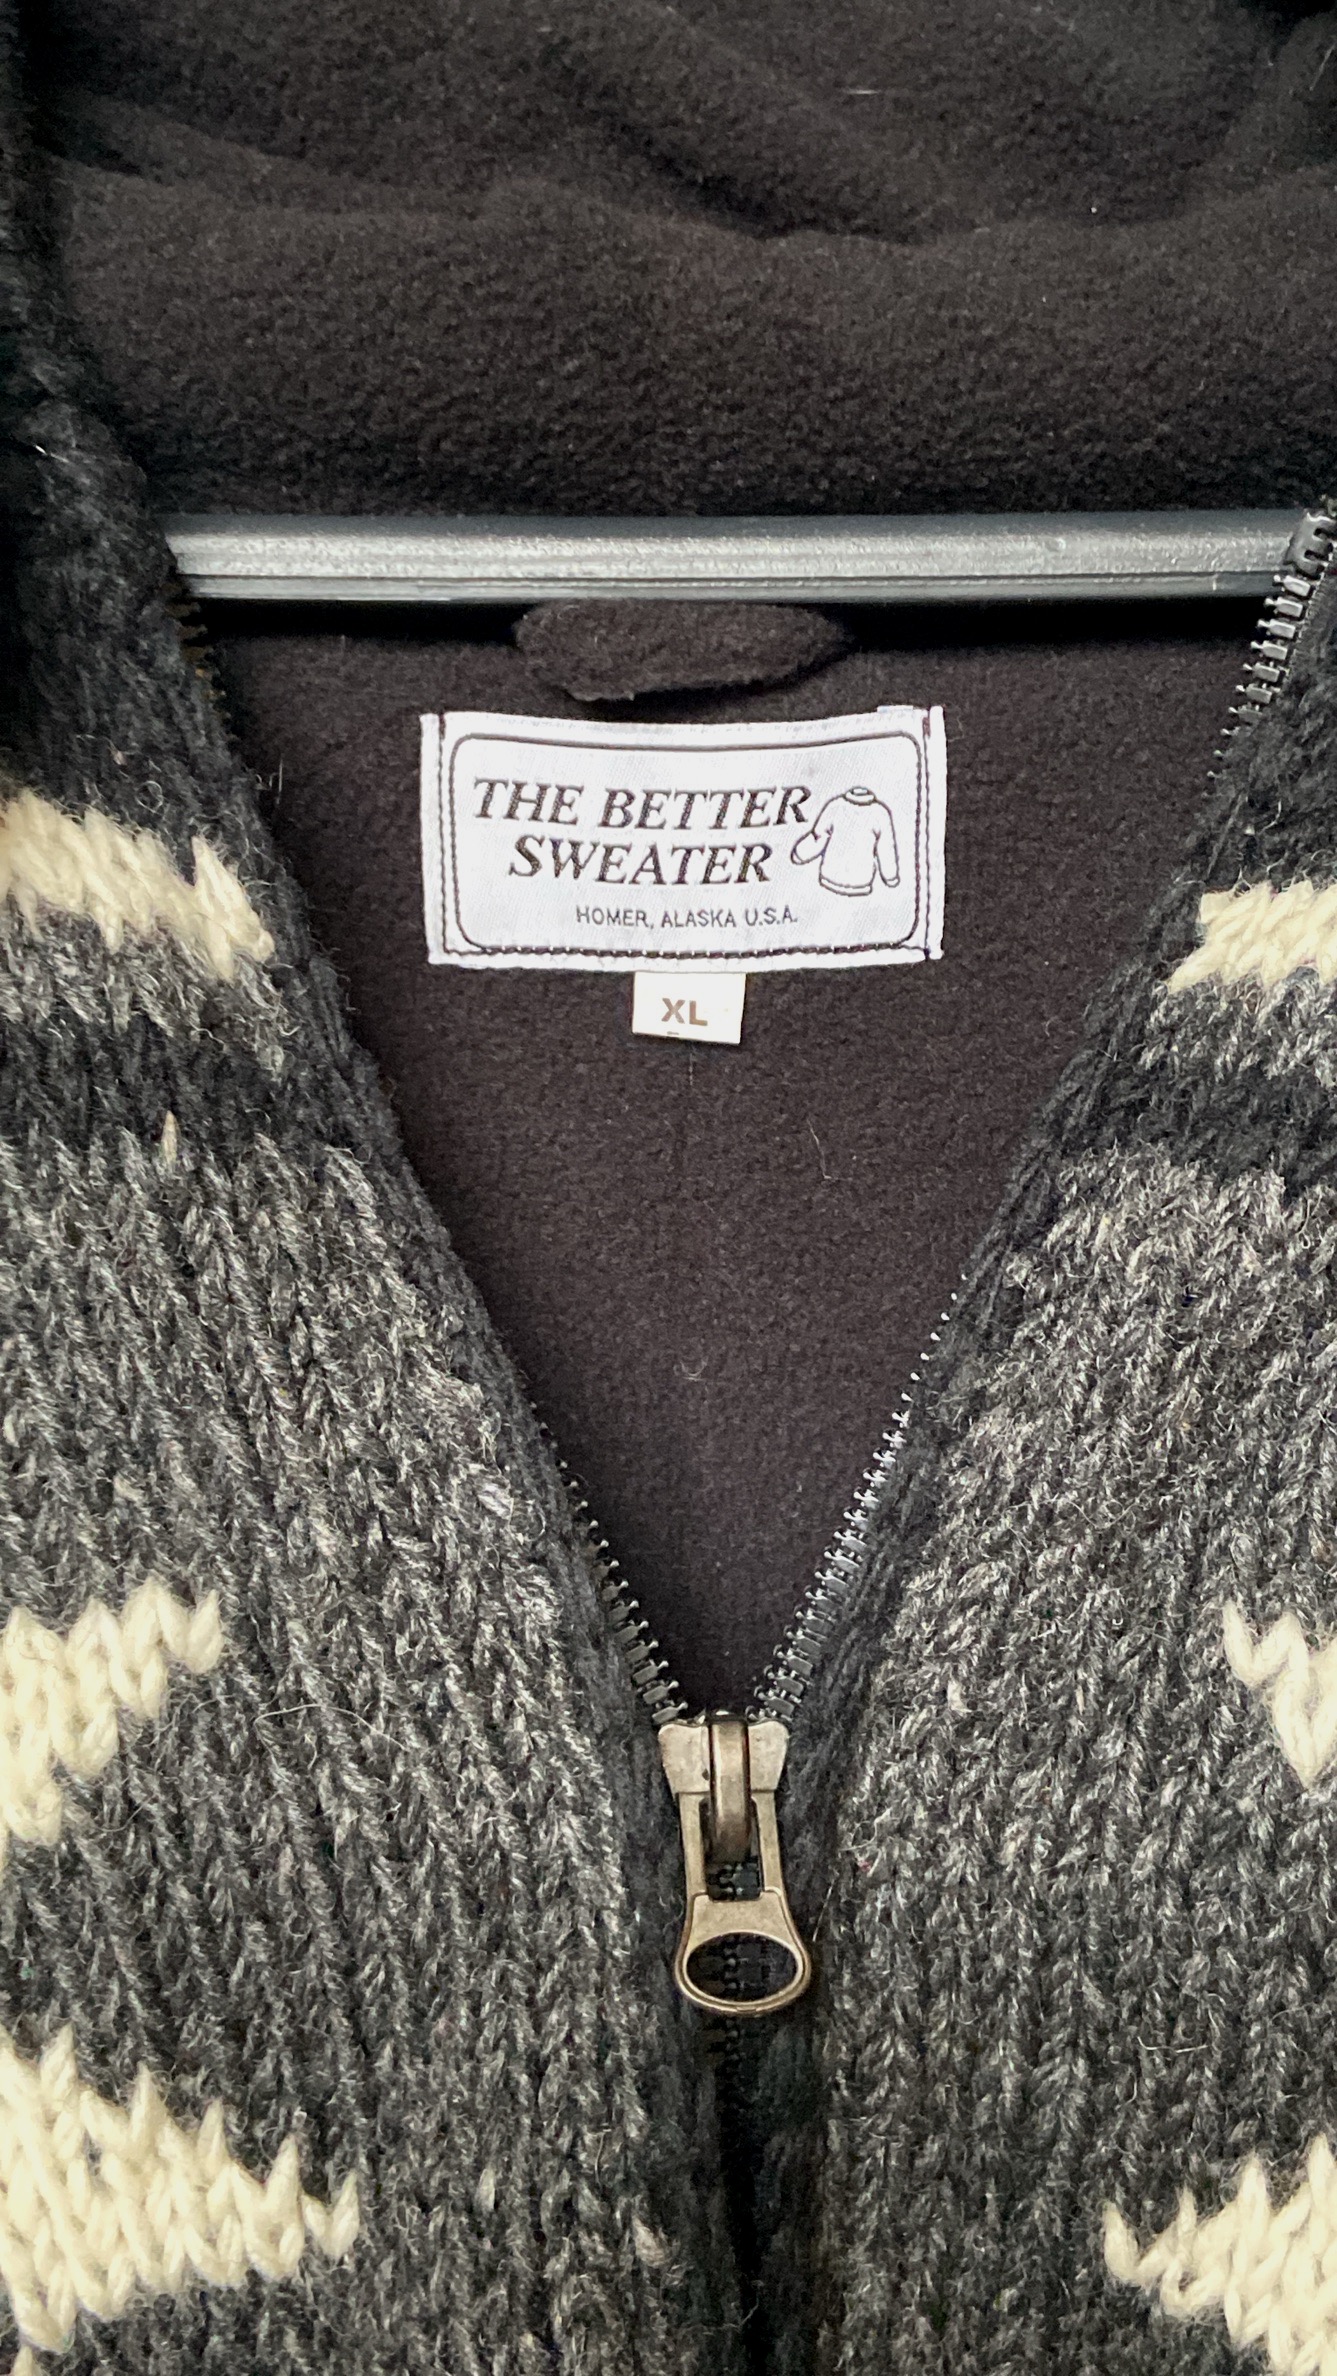 THE BETTER
SWEATER
HOMER, ALASKA U.S.A.
XL